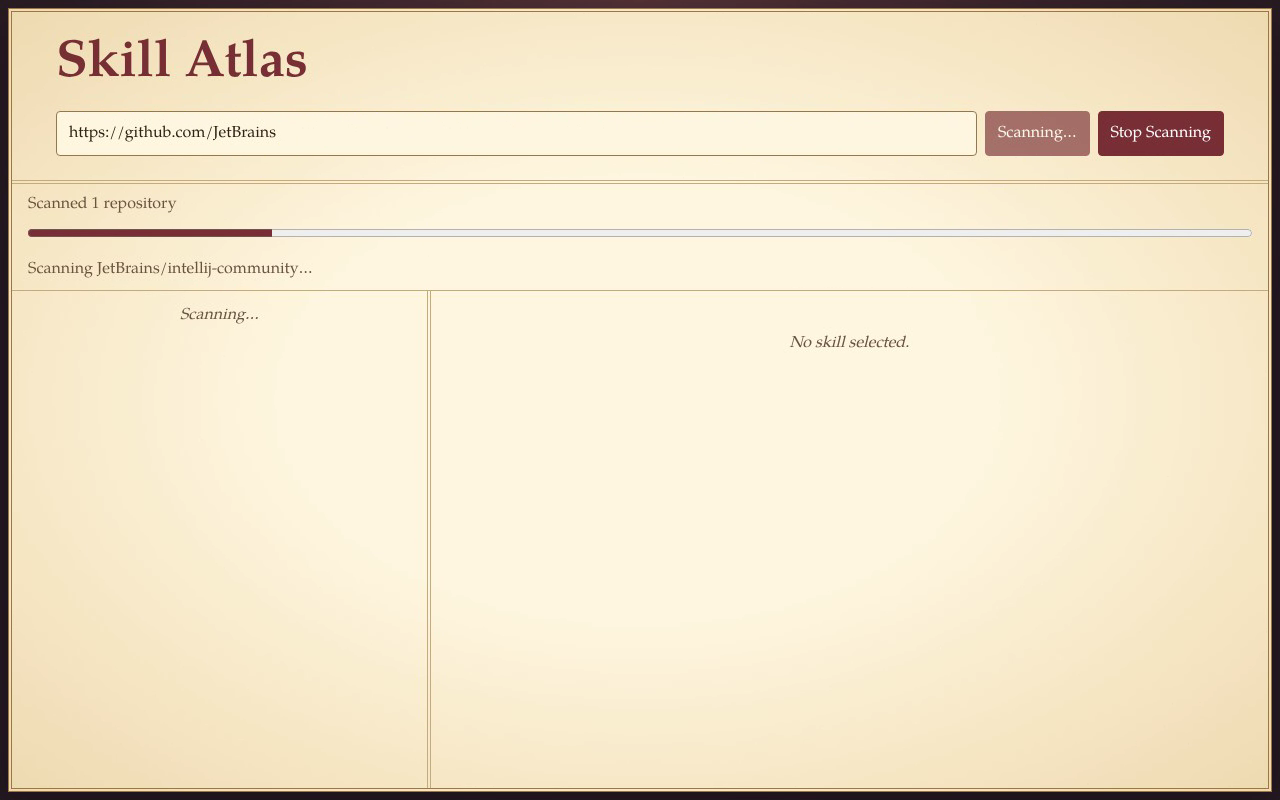 Skill Atlas
https://github.com/JetBrains
Scanning...
Stop Scanning
Scanned 1 repository
Scanning JetBrains/intellij-community...
Scanning...
No skill selected.